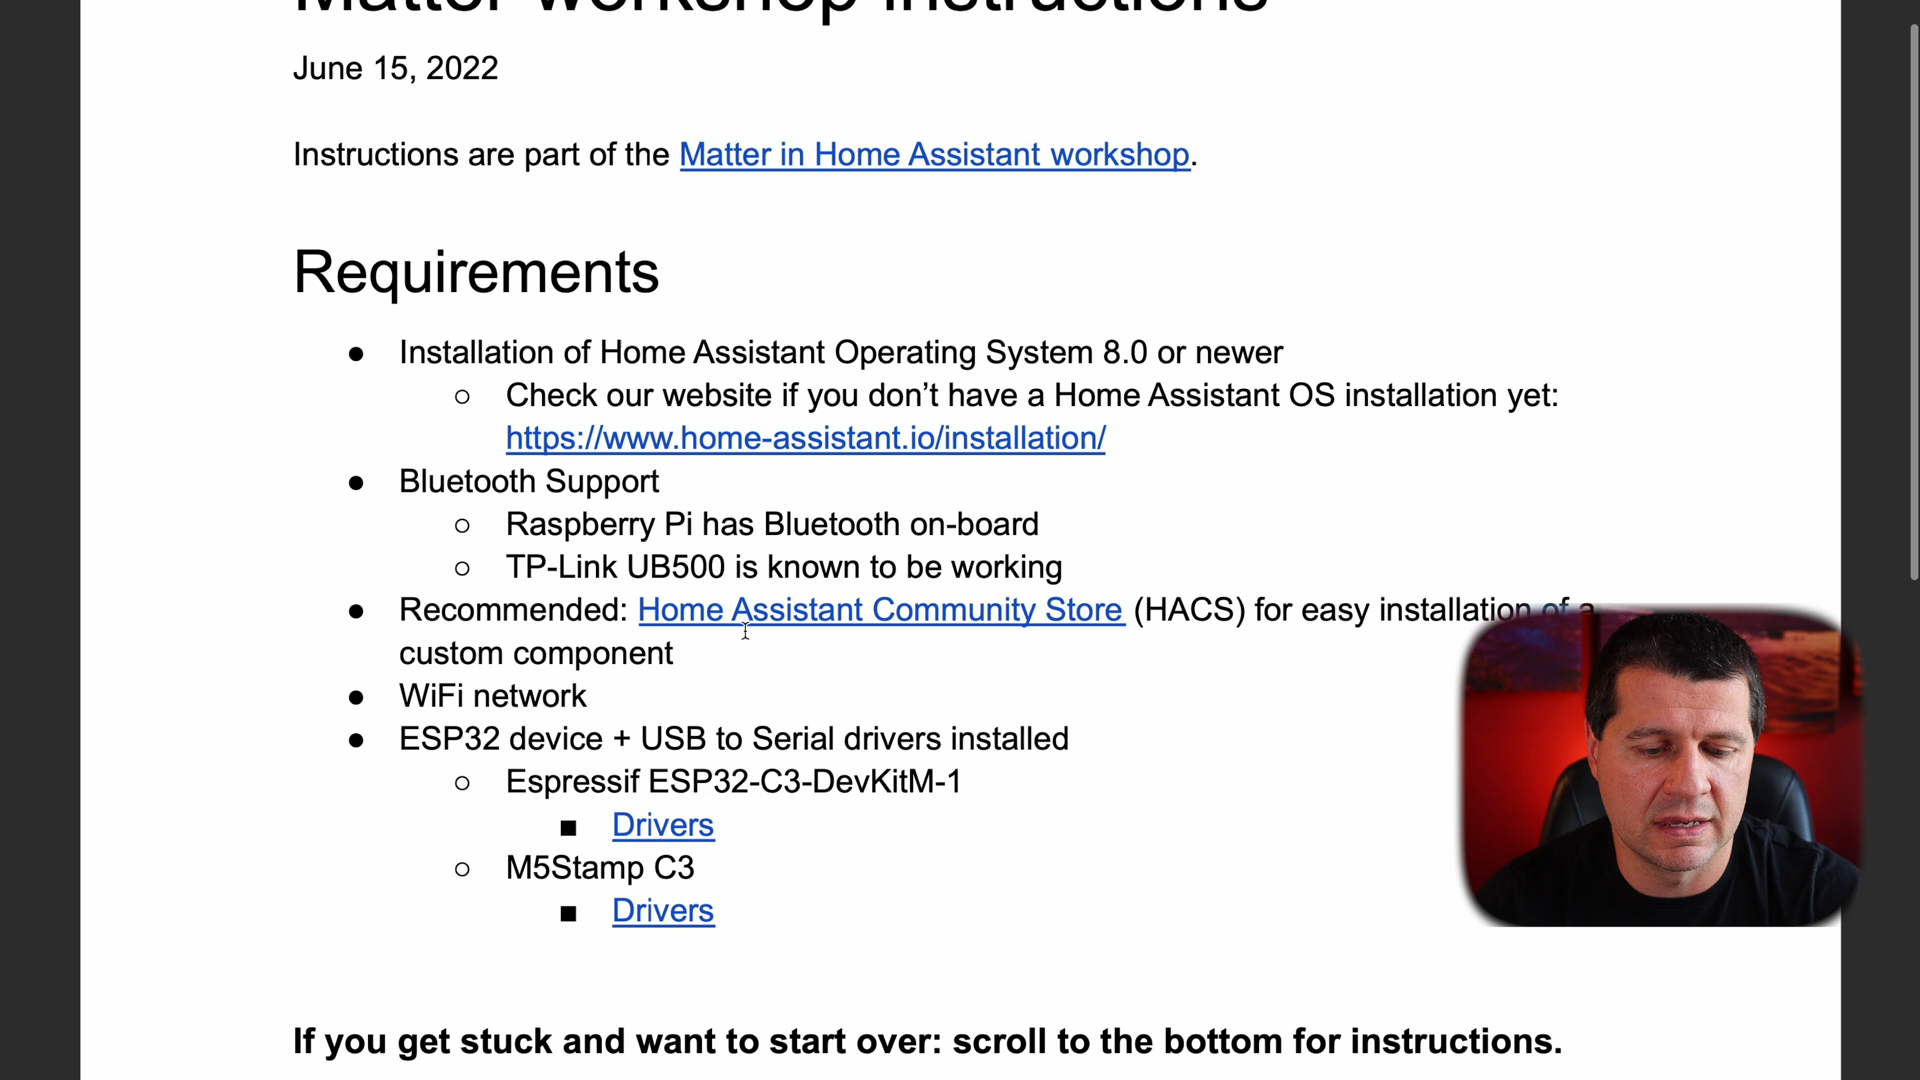 Matter workshop instructions
June 15, 2022
Instructions are part of the Matter in Home Assistant workshop.
Requirements
● Installation of Home Assistant Operating System 8.0 or newer
○ Check our website if you don’t have a Home Assistant OS installation yet:
https://www.home-assistant.io/installation/
● Bluetooth Support
○ Raspberry Pi has Bluetooth on-board
○ TP-Link UB500 is known to be working
● Recommended: Home Assistant Community Store (HACS) for easy installation of a
custom component
● WiFi network
● ESP32 device + USB to Serial drivers installed
○ Espressif ESP32-C3-DevKitM-1
■ Drivers
○ M5Stamp C3
■ Drivers
If you get stuck and want to start over: scroll to the bottom for instructions.